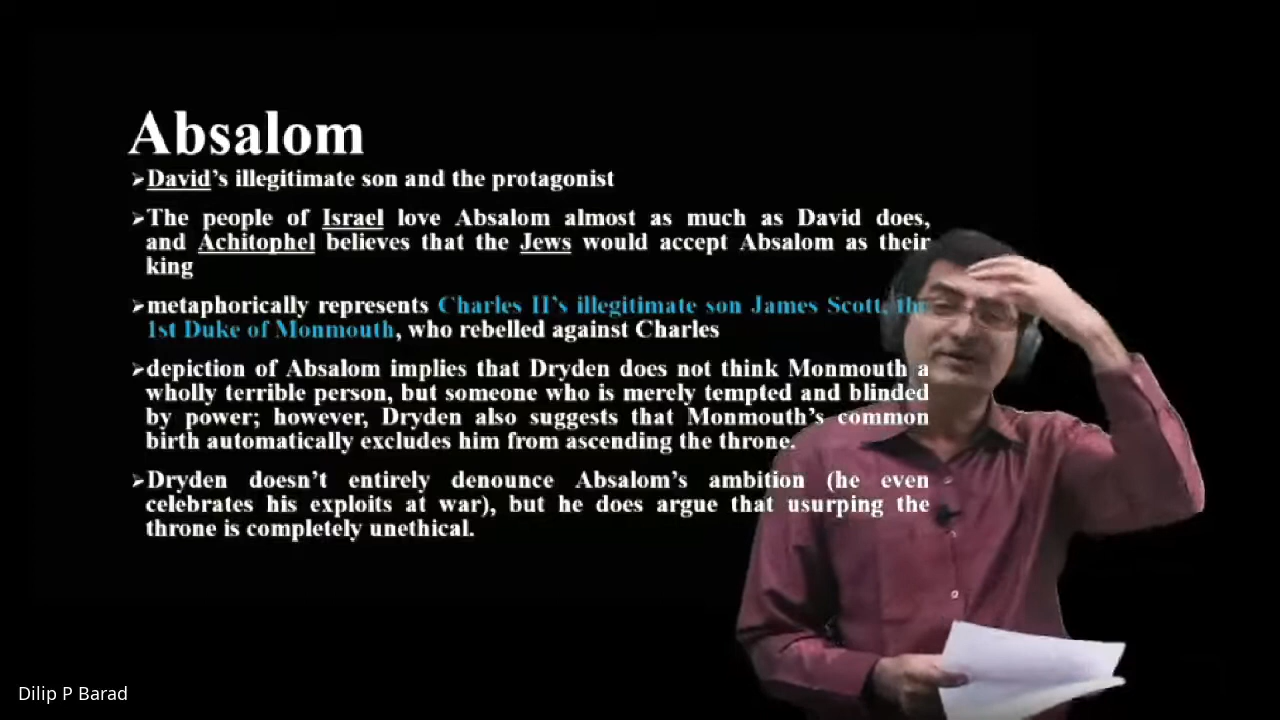 Absalom
➢David's illegitimate son and the protagonist
➢The people of Israel love Absalom almost as much as David does,
and Achitophel believes that the Jews would accept Absalom as their
king
➢metaphorically represents Charles II's illegitimate son James Scott, the
1st Duke of Monmouth, who rebelled against Charles
➢depiction of Absalom implies that Dryden does not think Monmouth a
wholly terrible person, but someone who is merely tempted and blinded
by power; however, Dryden also suggests that Monmouth's common
birth automatically excludes him from ascending the throne.
➢Dryden doesn't entirely denounce Absalom's ambition (he even
celebrates his exploits at war), but he does argue that usurping the
throne is completely unethical.
Dilip P Barad